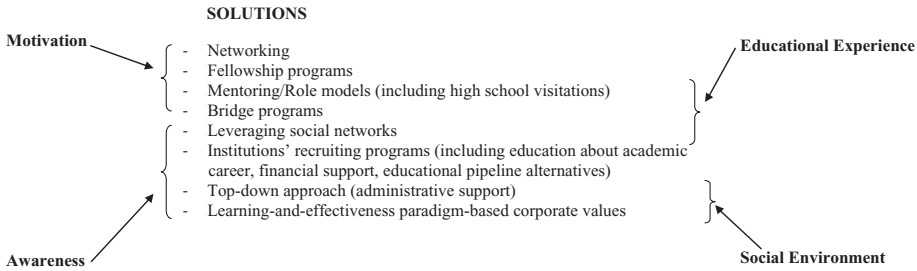 SOLUTIONS
Motivation
- Networking
Educational Experience
- Fellowship programs
- Mentoring/Role models (including high school visitations)
- Bridge programs
- Leveraging social networks
- Institutions’ recruiting programs (including education about academic
career, financial support, educational pipeline alternatives)
- Top-down approach (administrative support)
- Learning-and-effectiveness paradigm-based corporate values
Awareness
Social Environment